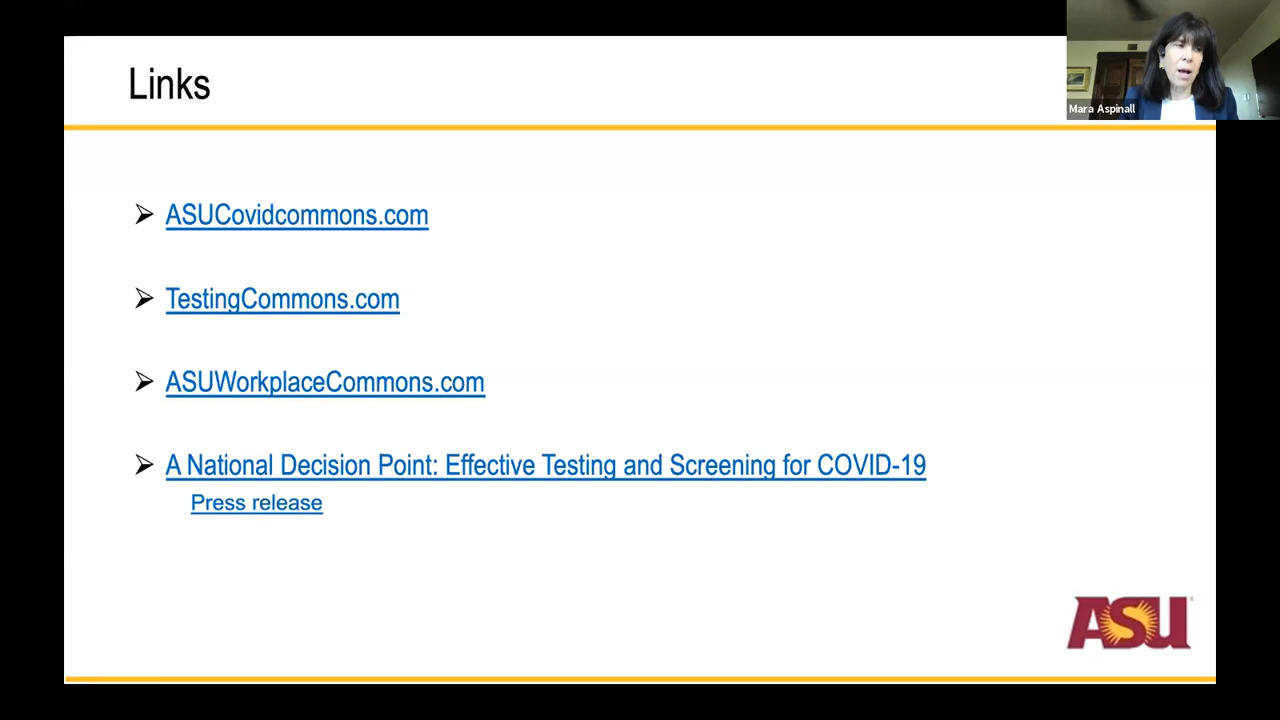 Links
Mara Aspinall
ASUCovidcommons.com
TestingCommons.com
ASUWorkplaceCommons.com
A National Decision Point: Effective Testing and Screening for COVID-19
Press release
ASU